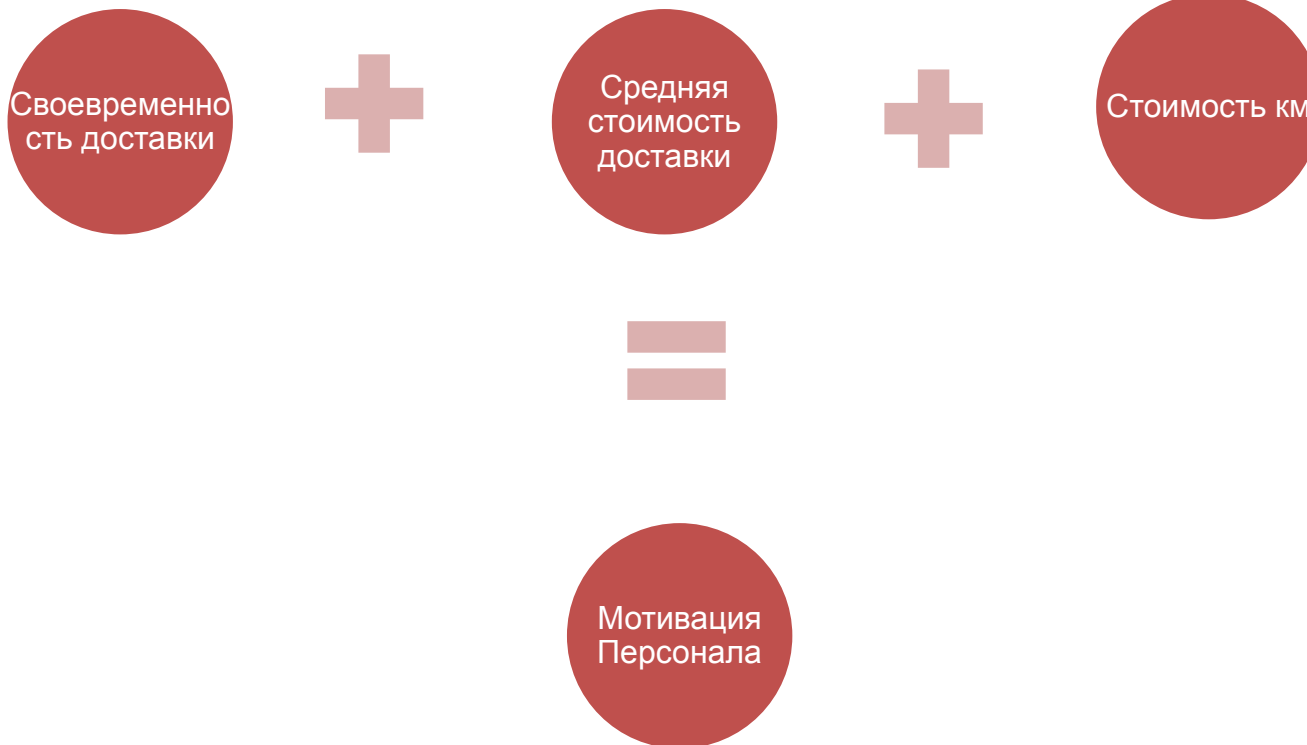 Своевременно
сть доставки
Средняя
стоимость
доставки
Стоимость км
Мотивация
Персонала